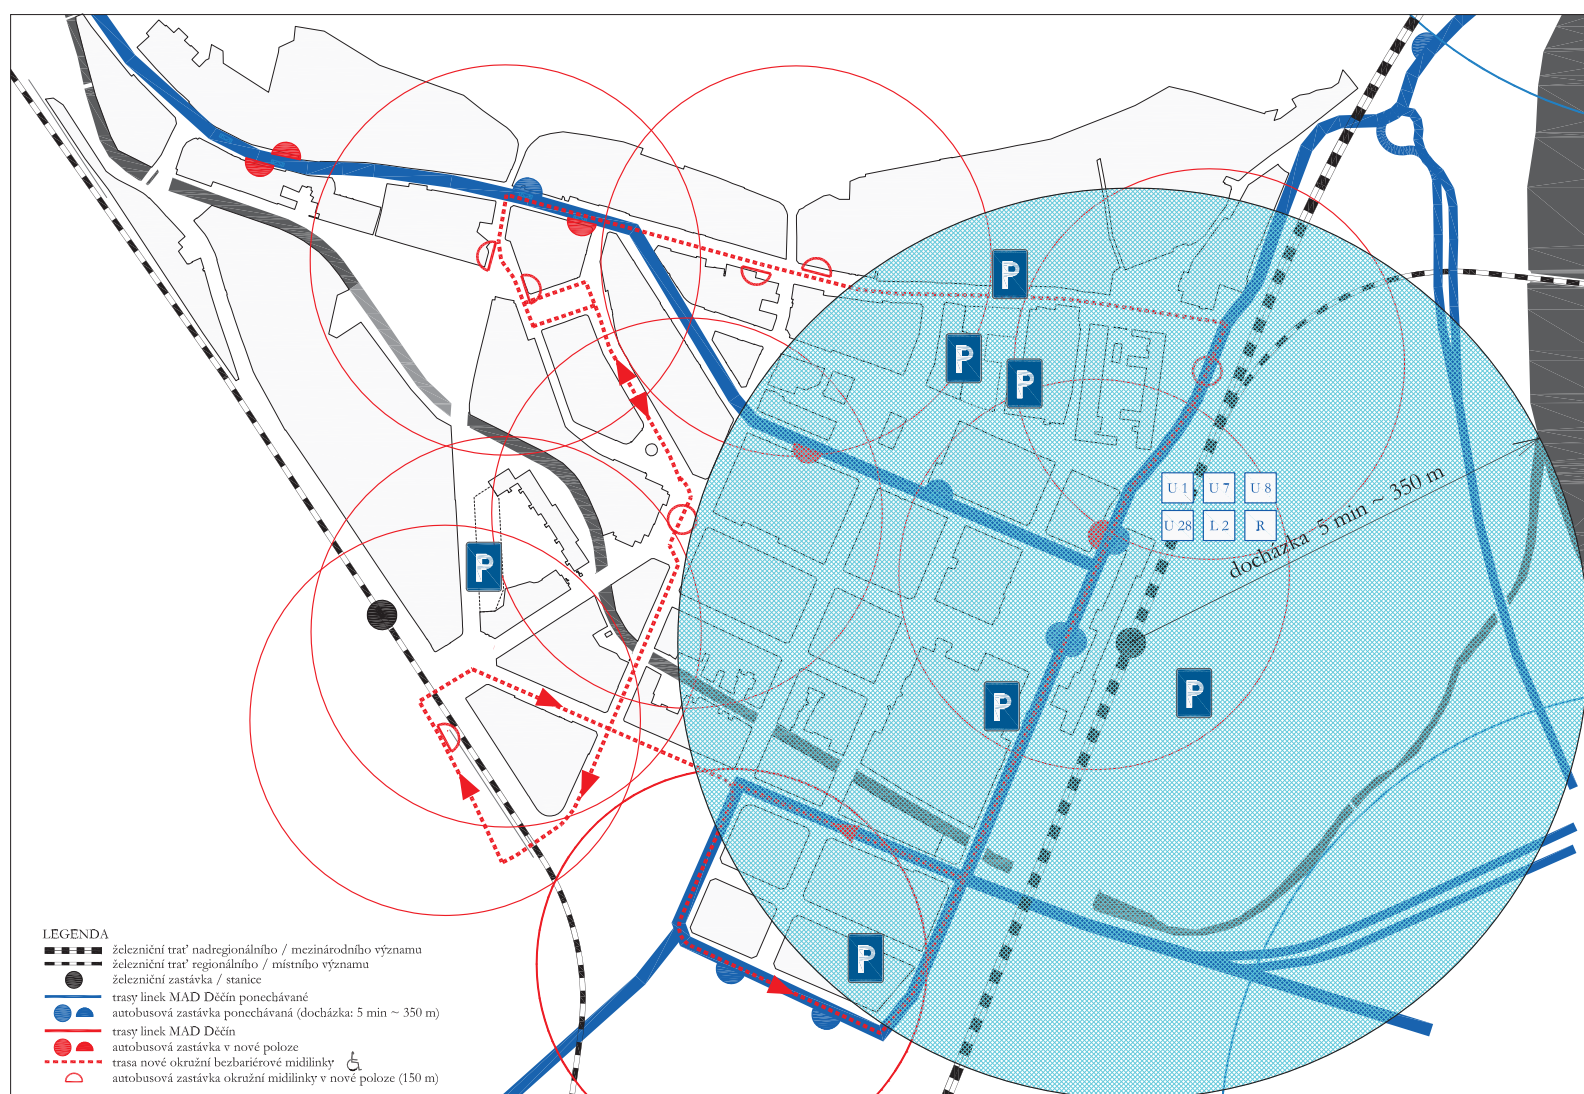 P
P
P
U 1 U 7 U 8
U 28 L 2 R
docházka 5 min ~ 350 m
P
P
P
P
LEGENDA
železniční trať nadregionálního / mezinárodního významu
železniční trať regionálního / místního významu
železniční zastávka / stanice
trasy linek MAD Děčín ponechávané
autobusová zastávka ponechávaná (docházka: 5 min ~ 350 m)
trasy linek MAD Děčín
autobusová zastávka v nové poloze
trasa nové okružní bezbariérové midilinky
autobusová zastávka okružní midilinky v nové poloze (150 m)